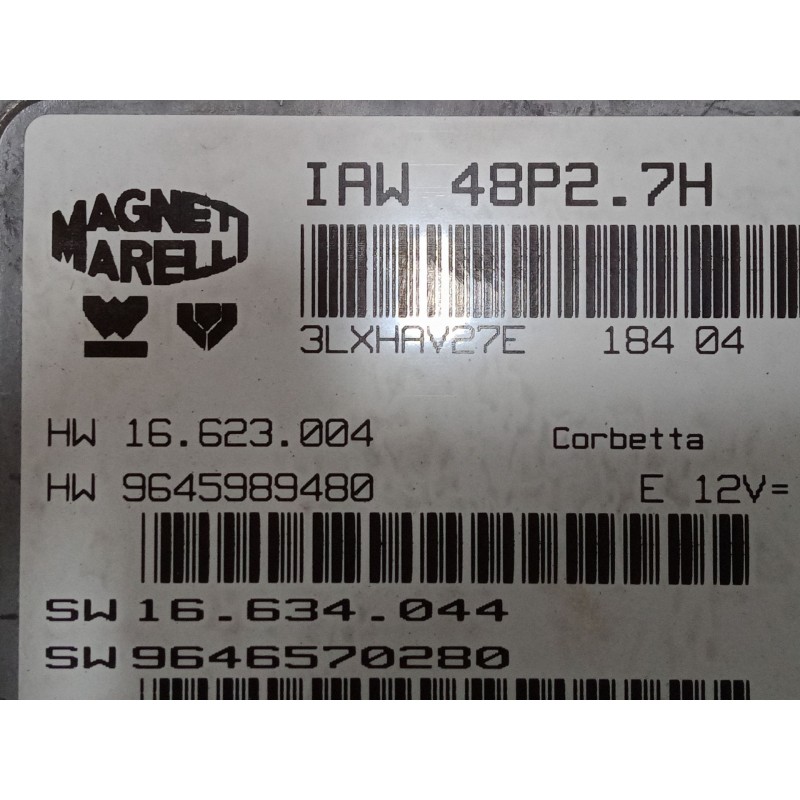 MAGNETI
MARELLI
IAW 48P2.7H
3LXHAV27E 184 04
HW 16.623.004 Corbetta
HW 9645989480 E 12V=
SW 16.634.044
SW 9646570280